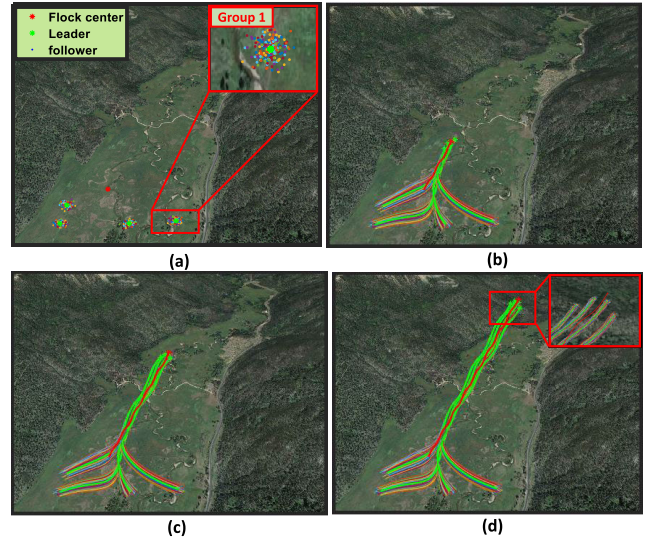 Flock center
Leader
follower
Group 1
(a)
(b)
(c)
(d)